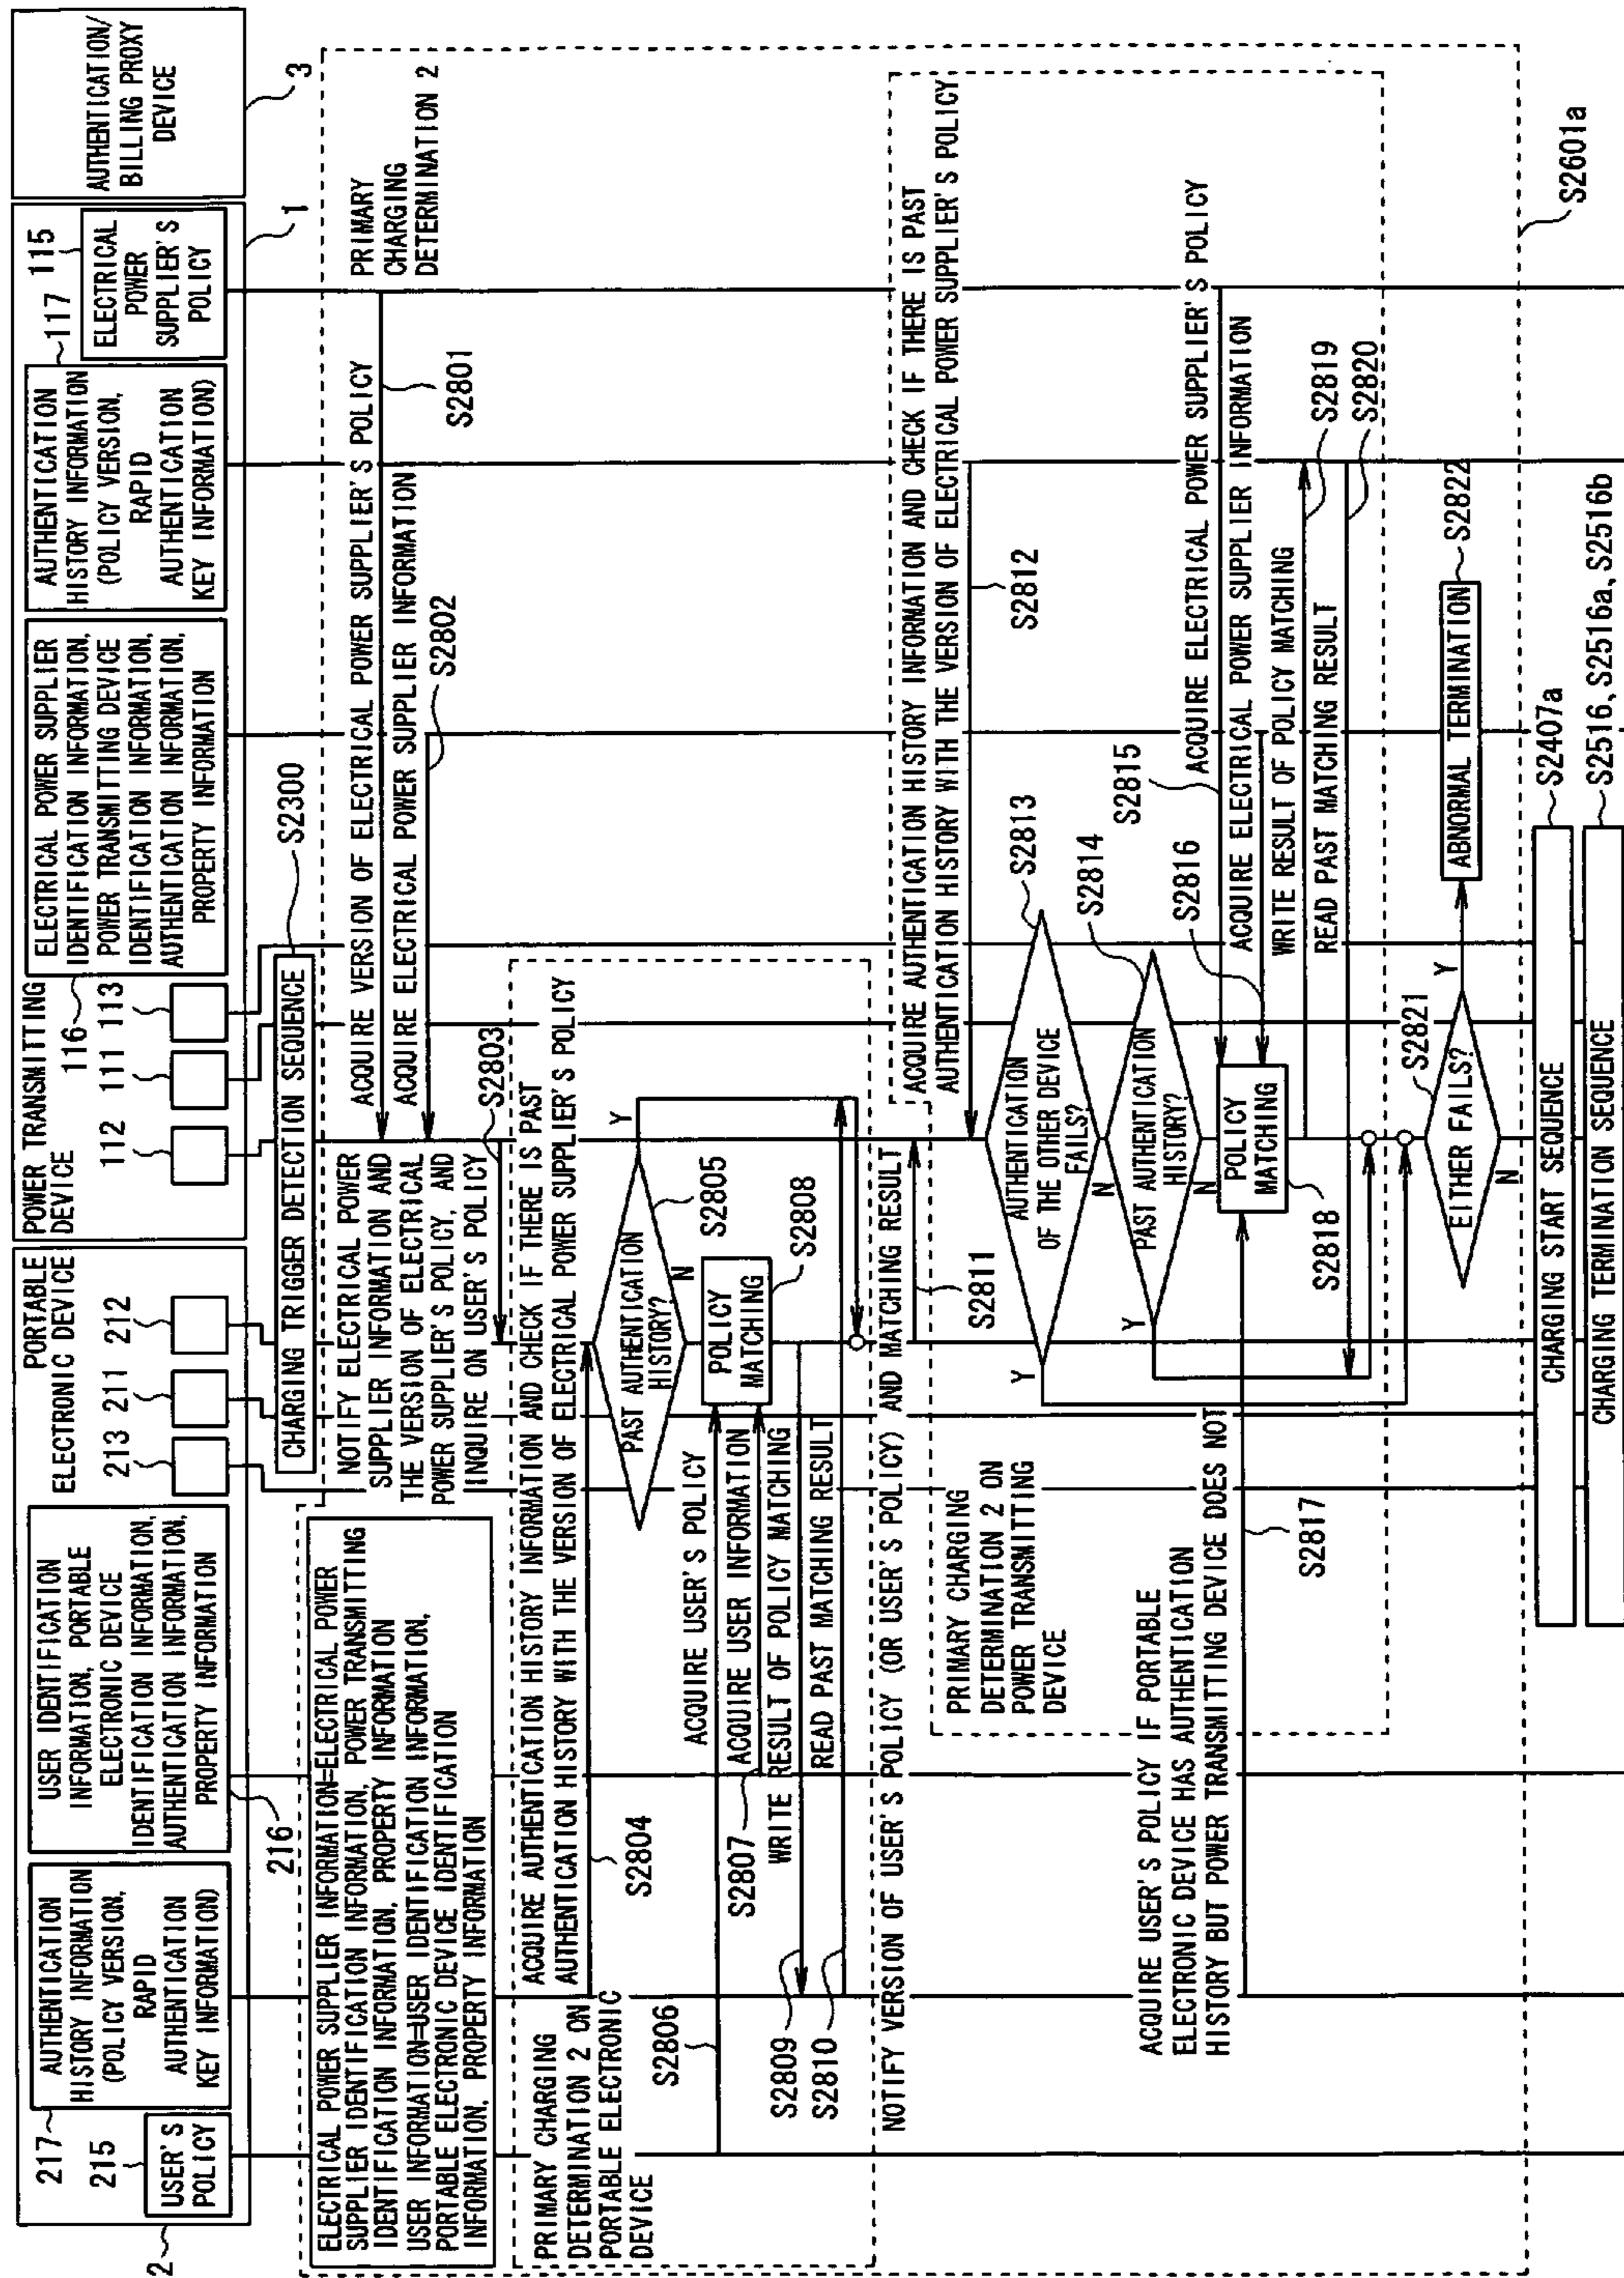 2
USER'S
POLICY
215
217
AUTHENTICATION
HISTORY INFORMATION
(POLICY VERSION,
RAPID
AUTHENTICATION
KEY INFORMATION)
USER IDENTIFICATION
INFORMATION, PORTABLE
ELECTRONIC DEVICE
IDENTIFICATION INFORMATION,
AUTHENTICATION INFORMATION,
PROPERTY INFORMATION
216
PORTABLE
ELECTRONIC DEVICE
213
211
212
POWER TRANSMITTING
DEVICE
112
111
113
116
ELECTRICAL POWER SUPPLIER
IDENTIFICATION INFORMATION,
POWER TRANSMITTING DEVICE
IDENTIFICATION INFORMATION,
AUTHENTICATION INFORMATION,
PROPERTY INFORMATION
AUTHENTICATION
HISTORY INFORMATION
(POLICY VERSION,
RAPID
AUTHENTICATION
KEY INFORMATION)
117
115
ELECTRICAL
POWER
SUPPLIER'S
POLICY
1
AUTHENTICATION/
BILLING PROXY
DEVICE
3
CHARGING TRIGGER DETECTION SEQUENCE
S2300
ELECTRICAL POWER SUPPLIER INFORMATION=ELECTRICAL POWER
SUPPLIER IDENTIFICATION INFORMATION, POWER TRANSMITTING
IDENTIFICATION INFORMATION, PROPERTY INFORMATION
USER INFORMATION=USER IDENTIFICATION INFORMATION,
PORTABLE ELECTRONIC DEVICE IDENTIFICATION
INFORMATION, PROPERTY INFORMATION
PRIMARY
CHARGING
DETERMINATION 2
ACQUIRE VERSION OF ELECTRICAL POWER SUPPLIER'S POLICY
S2801
ACQUIRE ELECTRICAL POWER SUPPLIER INFORMATION
S2802
NOTIFY ELECTRICAL POWER
SUPPLIER INFORMATION AND
THE VERSION OF ELECTRICAL
POWER SUPPLIER'S POLICY, AND
INQUIRE ON USER'S POLICY
S2803
PRIMARY CHARGING
DETERMINATION 2 ON
PORTABLE ELECTRONIC
DEVICE
ACQUIRE AUTHENTICATION HISTORY INFORMATION AND CHECK IF THERE IS PAST
AUTHENTICATION HISTORY WITH THE VERSION OF ELECTRICAL POWER SUPPLIER'S POLICY
S2804
PAST AUTHENTICATION
HISTORY?
Y
N
S2805
ACQUIRE USER'S POLICY
S2806
ACQUIRE USER INFORMATION
S2807
POLICY
MATCHING
S2808
WRITE RESULT OF POLICY MATCHING
S2809
READ PAST MATCHING RESULT
S2810
NOTIFY VERSION OF USER'S POLICY (OR USER'S POLICY) AND MATCHING RESULT
S2811
ACQUIRE AUTHENTICATION HISTORY INFORMATION AND CHECK IF THERE IS PAST
AUTHENTICATION HISTORY WITH THE VERSION OF ELECTRICAL POWER SUPPLIER'S POLICY
S2812
PRIMARY CHARGING
DETERMINATION 2 ON
POWER TRANSMITTING
DEVICE
AUTHENTICATION
OF THE OTHER DEVICE
FAILS?
S2813
Y
N
PAST AUTHENTICATION
HISTORY?
S2814
Y
N
ACQUIRE ELECTRICAL POWER SUPPLIER'S POLICY
S2815
ACQUIRE ELECTRICAL POWER SUPPLIER INFORMATION
S2816
ACQUIRE USER'S POLICY IF PORTABLE
ELECTRONIC DEVICE HAS AUTHENTICATION
HISTORY BUT POWER TRANSMITTING DEVICE DOES NOT
S2817
POLICY
MATCHING
S2818
WRITE RESULT OF POLICY MATCHING
S2819
READ PAST MATCHING RESULT
S2820
EITHER FAILS?
S2821
Y
N
ABNORMAL TERMINATION
S2822
S2601a
CHARGING START SEQUENCE
S2407a
CHARGING TERMINATION SEQUENCE
S2516, S2516a, S2516b